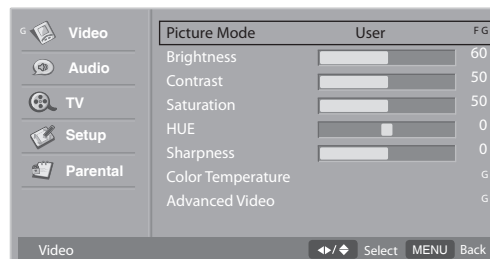 G Video
Audio
TV
Setup
Parental
Picture Mode User F G
Brightness 60
Contrast 50
Saturation 50
HUE 0
Sharpness 0
Color Temperature G
Advanced Video G
Video / Select MENU Back